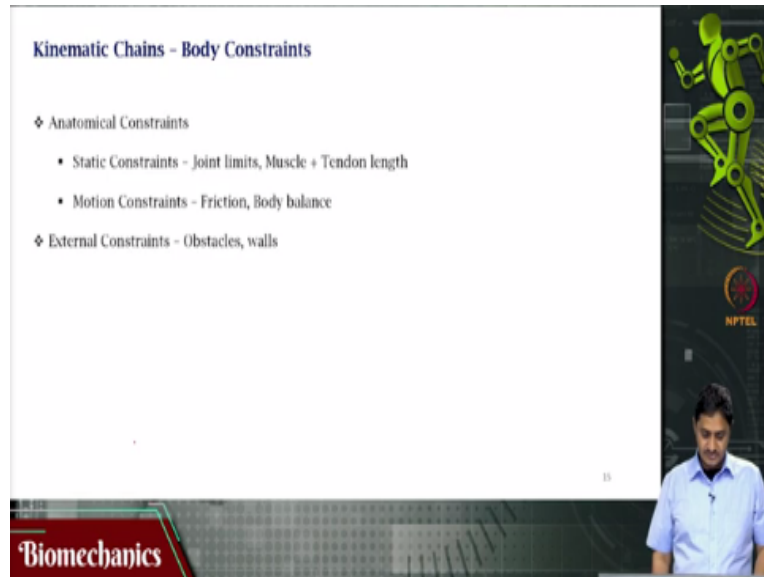 Kinematic Chains – Body Constraints
❖ Anatomical Constraints
▪ Static Constraints – Joint limits, Muscle + Tendon length
▪ Motion Constraints – Friction, Body balance
❖ External Constraints – Obstacles, walls
NPTEL
15
Biomechanics